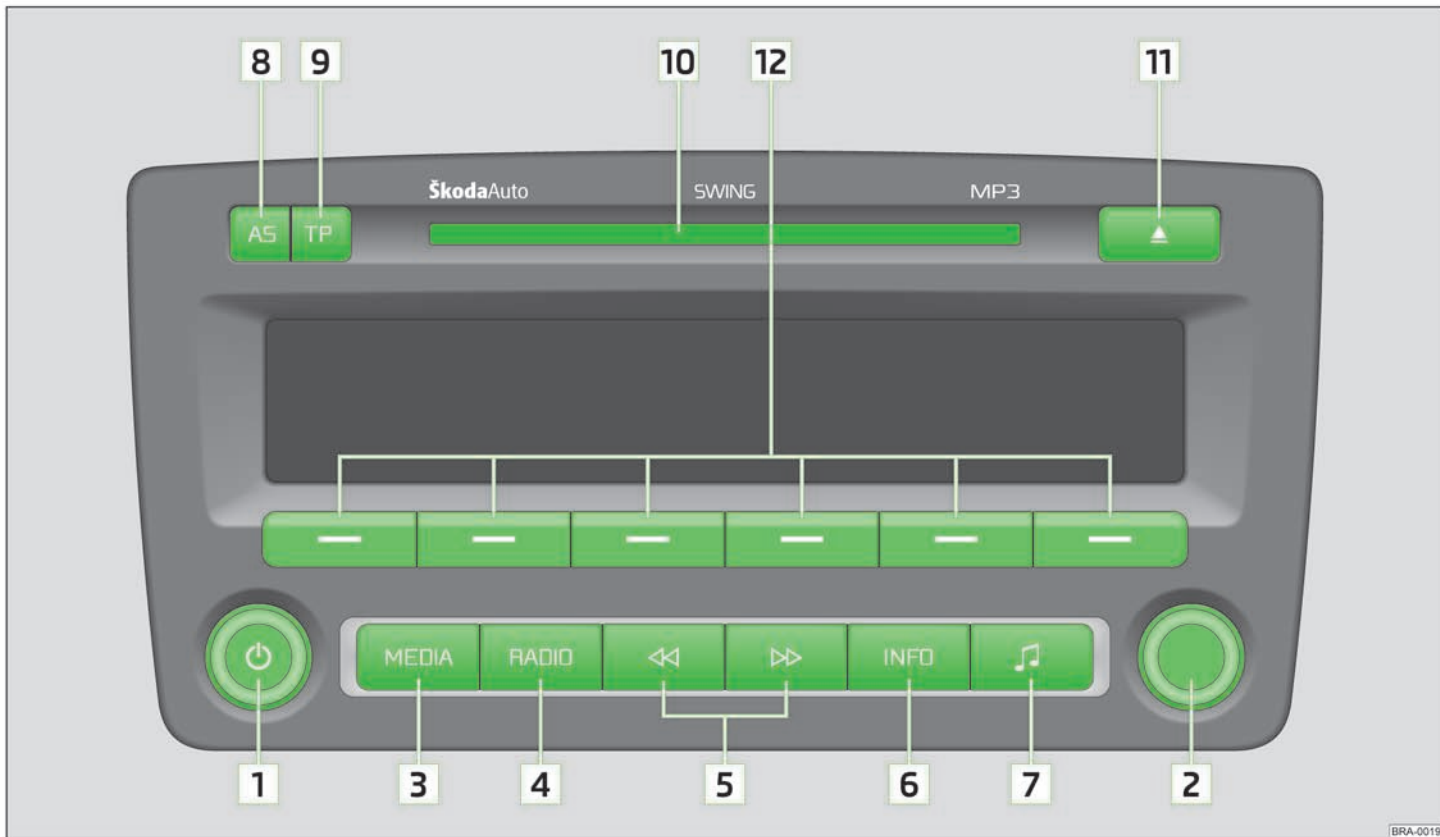 8 9 10 12 11
ŠkodaAuto SWING MP3
AS TP
MEDIA RADIO INFO
1 3 4 5 6 7 2
BRA-0019